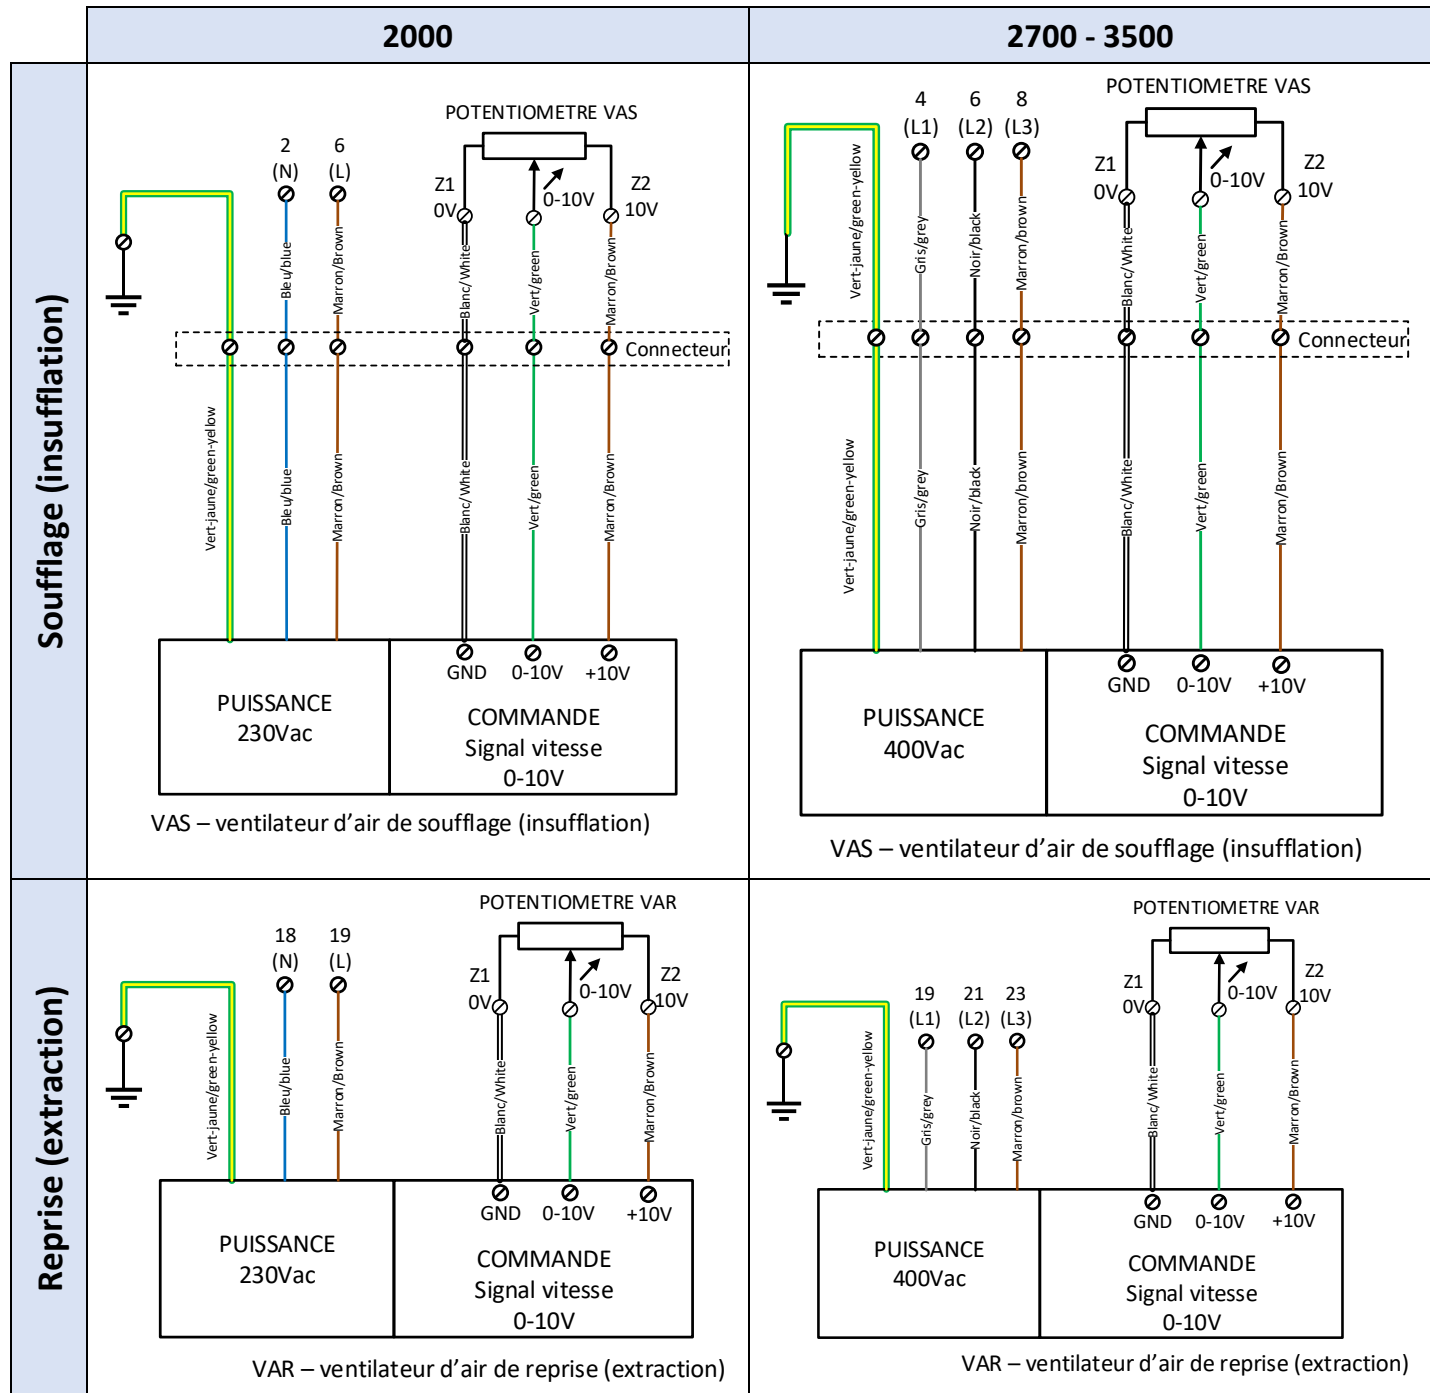 2000
2700 - 3500
Soufflage (insufflation)
POTENTIOMETRE VAS
2
(N)
6
(L)
Z1
0V
0-10V
Z2
10V
Bleu/blue
Marron/Brown
Blanc/White
Vert/green
Marron/Brown
Connecteur
Vert-jaune/green-yellow
Bleu/blue
Marron/Brown
Blanc/White
Vert/green
Marron/Brown
GND
0-10V
+10V
PUISSANCE
230Vac
COMMANDE
Signal vitesse
0-10V
VAS – ventilateur d'air de soufflage (insufflation)
POTENTIOMETRE VAS
4
(L1)
6
(L2)
8
(L3)
Z1
0V
0-10V
Z2
10V
Vert-jaune/green-yellow
Gris/grey
Noir/black
Marron/brown
Blanc/White
Vert/green
Marron/Brown
Connecteur
Vert-jaune/green-yellow
Gris/grey
Noir/black
Marron/brown
Blanc/White
Vert/green
Marron/Brown
GND
0-10V
+10V
PUISSANCE
400Vac
COMMANDE
Signal vitesse
0-10V
VAS – ventilateur d'air de soufflage (insufflation)
Reprise (extraction)
POTENTIOMETRE VAR
18
(N)
19
(L)
Z1
0V
0-10V
Z2
10V
Vert-jaune/green-yellow
Bleu/blue
Marron/Brown
Blanc/White
Vert/green
Marron/Brown
GND
0-10V
+10V
PUISSANCE
230Vac
COMMANDE
Signal vitesse
0-10V
VAR – ventilateur d'air de reprise (extraction)
POTENTIOMETRE VAR
19
(L1)
21
(L2)
23
(L3)
Z1
0V
0-10V
Z2
10V
Vert-jaune/green-yellow
Gris/grey
Noir/black
Marron/brown
Blanc/White
Vert/green
Marron/Brown
GND
0-10V
+10V
PUISSANCE
400Vac
COMMANDE
Signal vitesse
0-10V
VAR – ventilateur d'air de reprise (extraction)